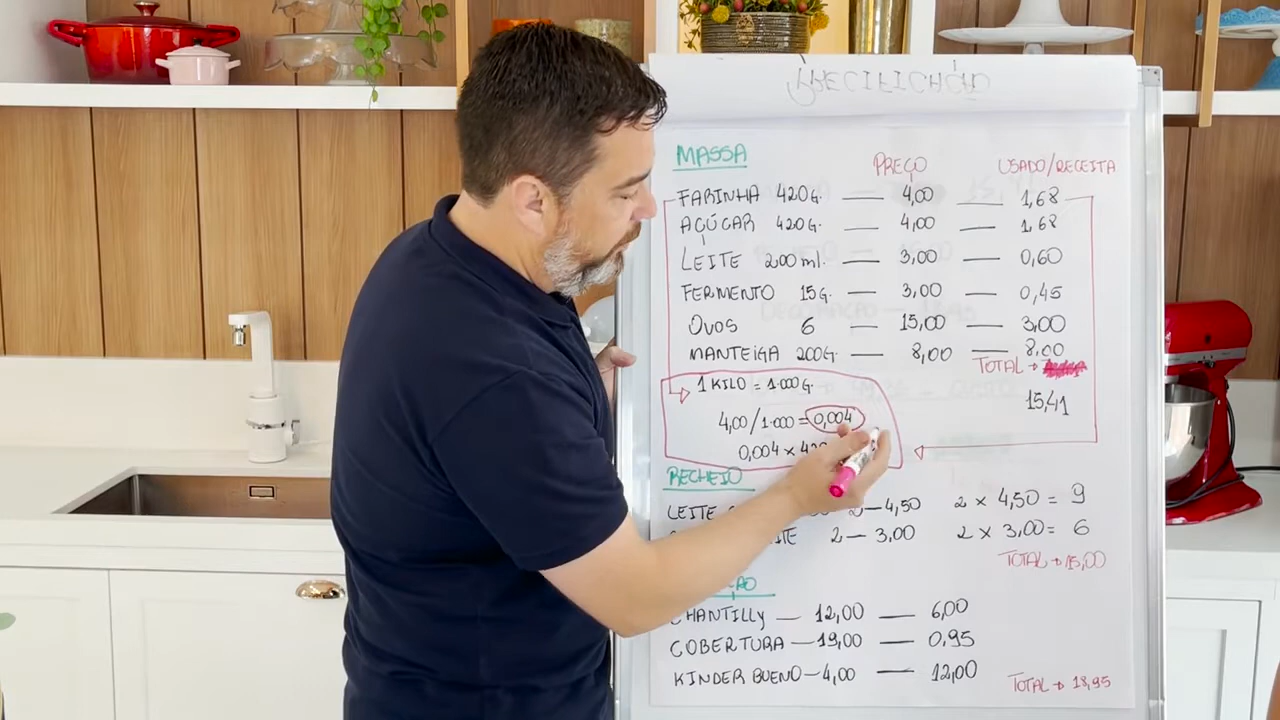 PRECIFICAÇÃO
MASSA PREÇO USADO/RECEITA
FARINHA 420G. — 4,00 — 1,68
AÇÚCAR 420G. — 4,00 — 1,68
LEITE 200ml. — 3,00 — 0,60
FERMENTO 15G. — 3,00 — 0,45
OVOS 6 — 15,00 — 3,00
MANTEIGA 200G. — 8,00 — 8,00
TOTAL →
15,41
1 KILO = 1.000G.
4,00/1.000 = 0,004
0,004 x
RECHEIO
LEITE 2—4,50 2 x 4,50 = 9
2— 3,00 2 x 3,00 = 6
TOTAL → 15,00
CHANTILLY — 12,00 — 6,00
COBERTURA — 19,00 — 0,95
KINDER BUENO — 4,00 — 12,00
TOTAL → 18,95